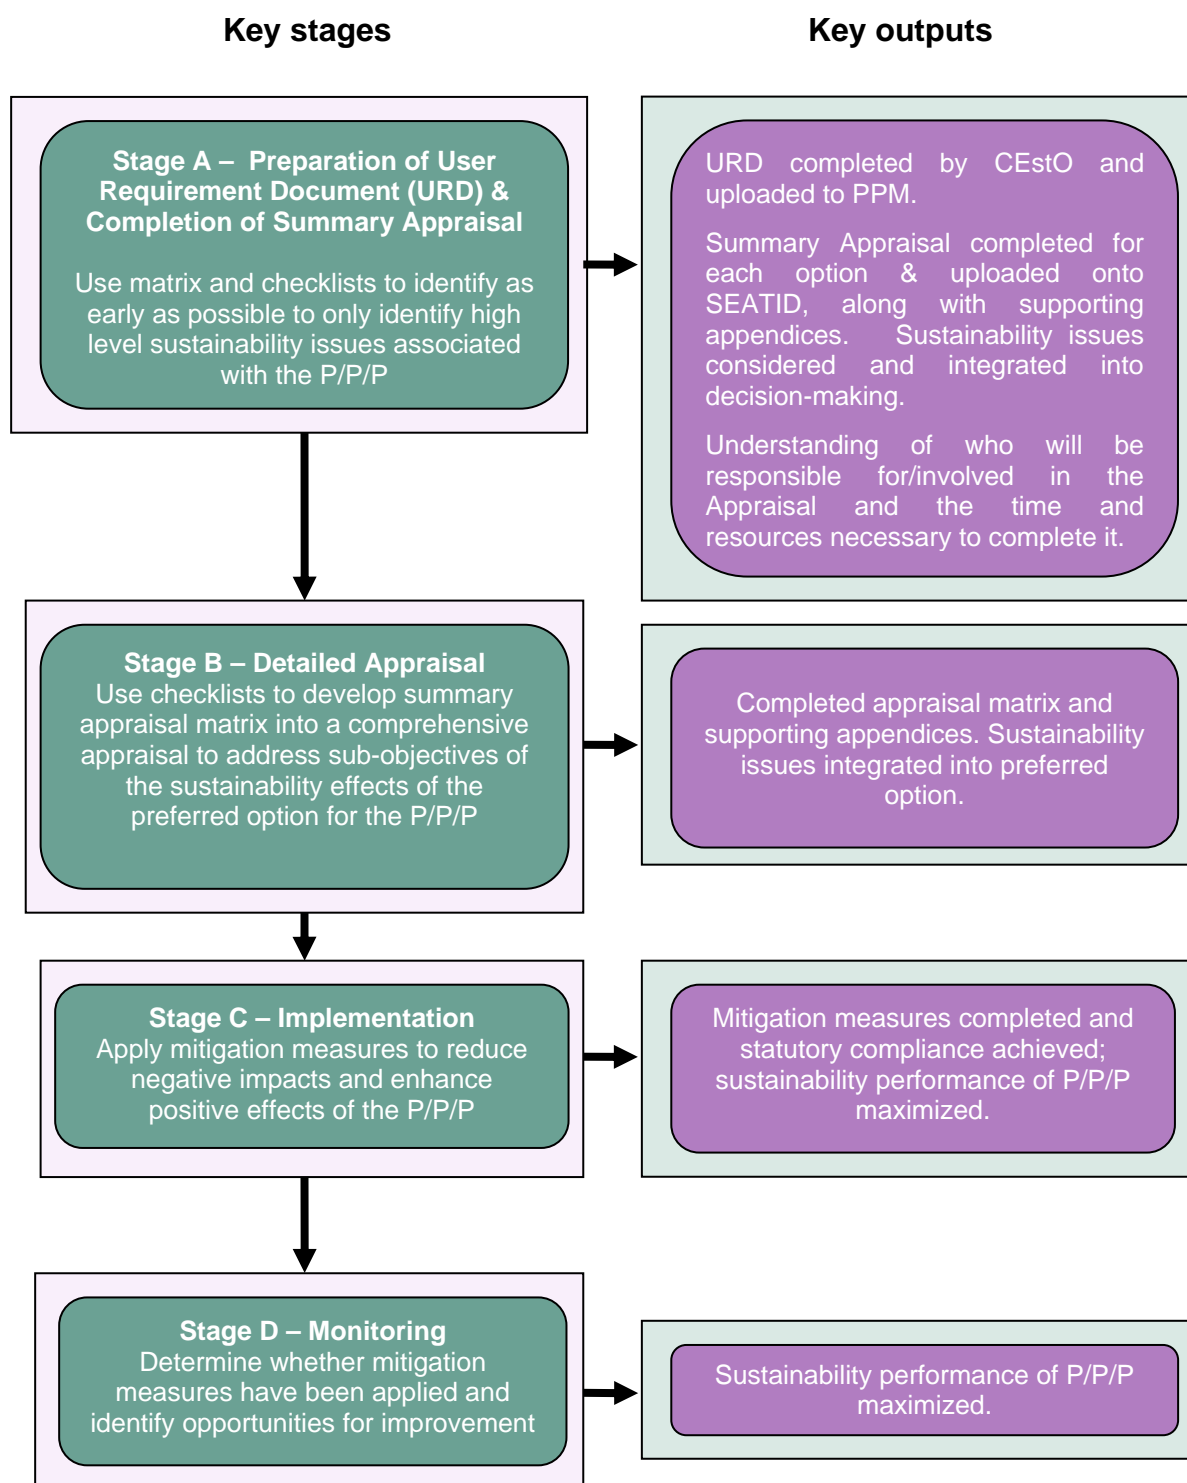 Key stages
Key outputs
Stage A – Preparation of User
Requirement Document (URD) &
Completion of Summary Appraisal
Use matrix and checklists to identify as
early as possible to only identify high
level sustainability issues associated
with the P/P/P
URD completed by CEstO and
uploaded to PPM.
Summary Appraisal completed for
each option & uploaded onto
SEATID, along with supporting
appendices. Sustainability issues
considered and integrated into
decision-making.
Understanding of who will be
responsible for/involved in the
Appraisal and the time and
resources necessary to complete it.
Stage B – Detailed Appraisal
Use checklists to develop summary
appraisal matrix into a comprehensive
appraisal to address sub-objectives of
the sustainability effects of the
preferred option for the P/P/P
Completed appraisal matrix and
supporting appendices. Sustainability
issues integrated into preferred
option.
Stage C – Implementation
Apply mitigation measures to reduce
negative impacts and enhance
positive effects of the P/P/P
Mitigation measures completed and
statutory compliance achieved;
sustainability performance of P/P/P
maximized.
Stage D – Monitoring
Determine whether mitigation
measures have been applied and
identify opportunities for improvement
Sustainability performance of P/P/P
maximized.